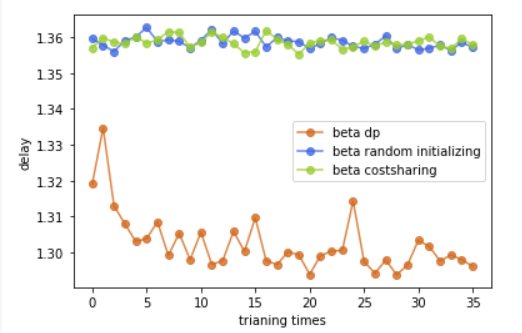 1.36
1.35
1.34
1.33
1.32
1.31
1.30
delay
beta dp
beta random initializing
beta costsharing
0 5 10 15 20 25 30 35
trianing times